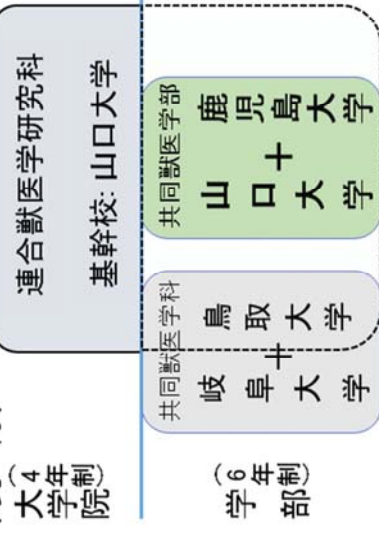 大学院
（4年制）
連合獣医学研究科
基幹校: 山口大学
学部
（6年制）
共同獣医学科
岐阜大学
+
鳥取大学
共同獣医学部
山口大学
+
鹿児島大学